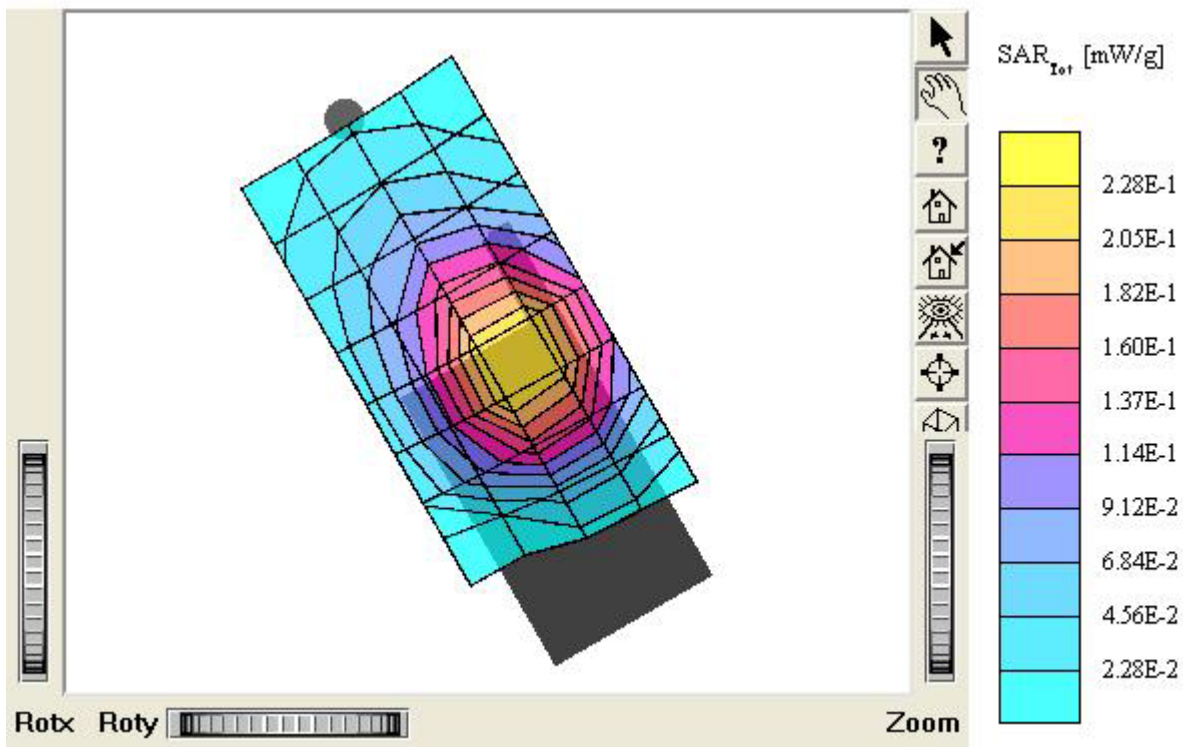 SARTot [mW/g]
?
2.28E-1
2.05E-1
1.82E-1
1.60E-1
1.37E-1
1.14E-1
9.12E-2
6.84E-2
4.56E-2
2.28E-2
Rotx Roty Zoom